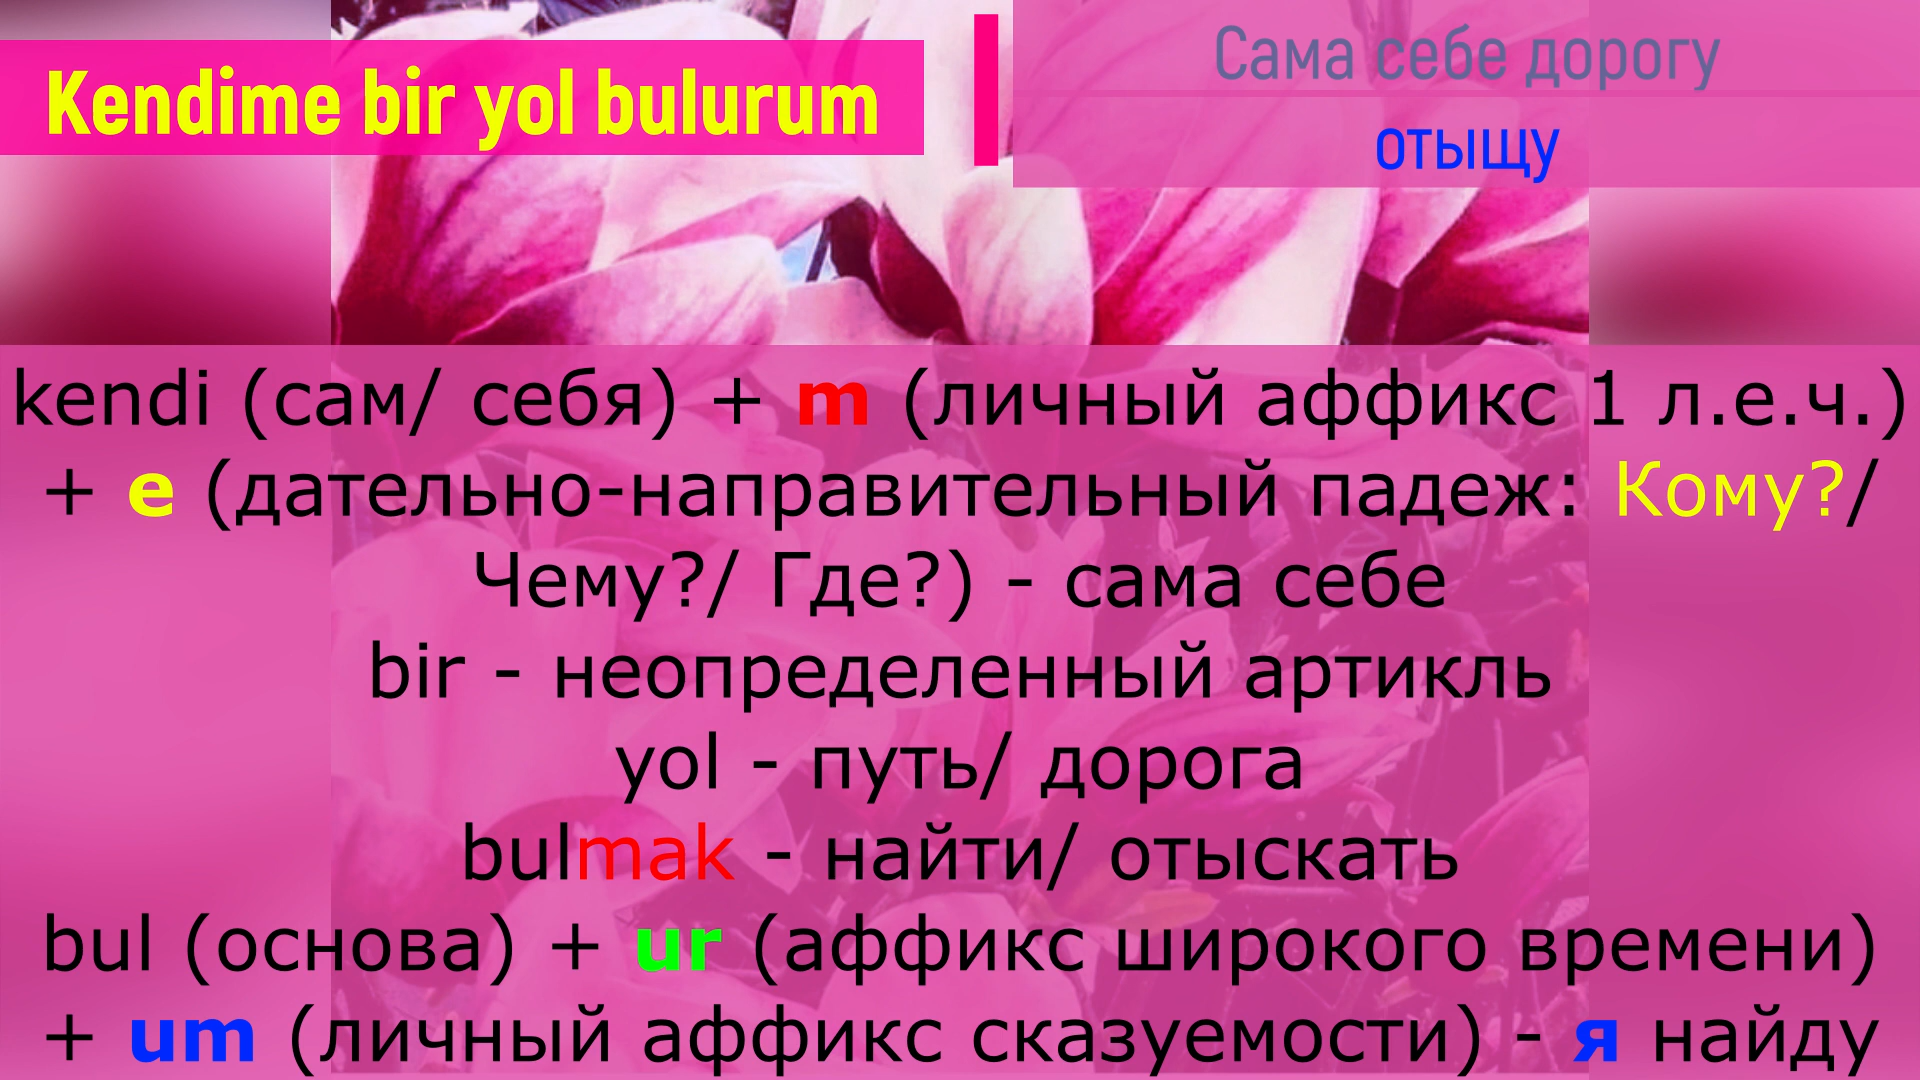 Kendime bir yol bulurum
Сама себе дорогу
отыщу
kendi (сам/ себя) + m (личный аффикс 1 л.е.ч.)
+ e (дательно-направительный падеж: Кому?/
Чему?/ Где?) - сама себе
bir - неопределенный артикль
yol - путь/ дорога
bulmak - найти/ отыскать
bul (основа) + ur (аффикс широкого времени)
+ um (личный аффикс сказуемости) - я найду